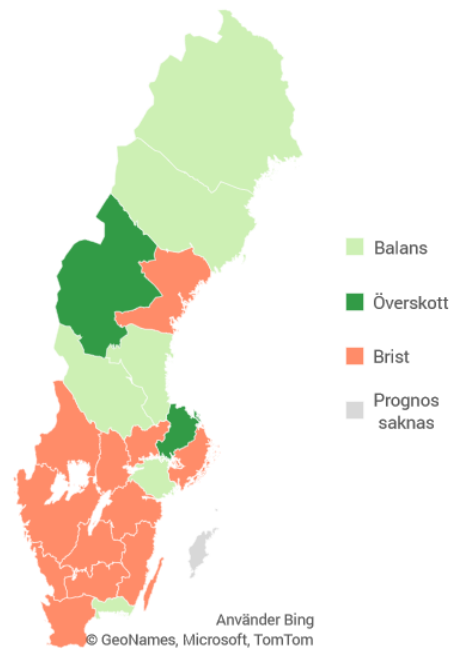 Balans
Överskott
Brist
Prognos
saknas
Använder Bing
© GeoNames, Microsoft, TomTom